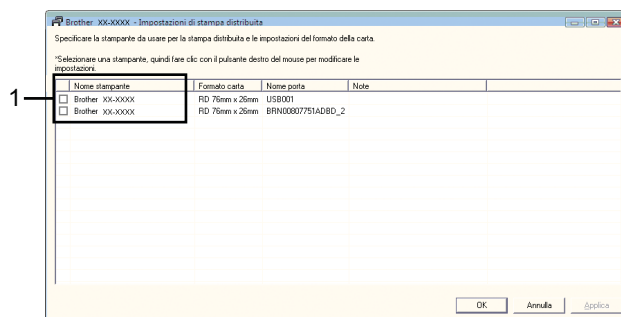 Brother XX-XXXX - Impostazioni di stampa distribuita
Specificare la stampante da usare per la stampa distribuita e le impostazioni del formato della carta.
*Selezionare una stampante, quindi fare clic con il pulsante destro del mouse per modificare le
impostazioni.
Nome stampante Formato carta Nome porta Note
1
Brother XX-XXXX RD 76mm x 26mm USB001
Brother XX-XXXX RD 76mm x 26mm BRN00807751ADBD_2
OK Annulla Applica